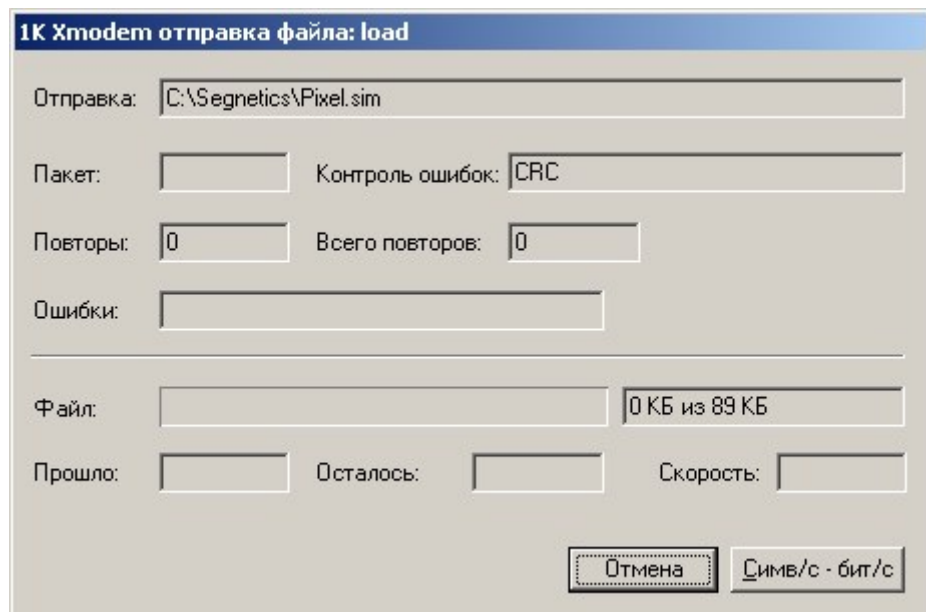 1K Xmodem отправка файла: load
Отправка: C:\Segnetics\Pixel.sim
Пакет: Контроль ошибок: CRC
Повторы: 0 Всего повторов: 0
Ошибки:
Файл: 0 КБ из 89 КБ
Прошло: Осталось: Скорость:
Отмена Симв/с - бит/с